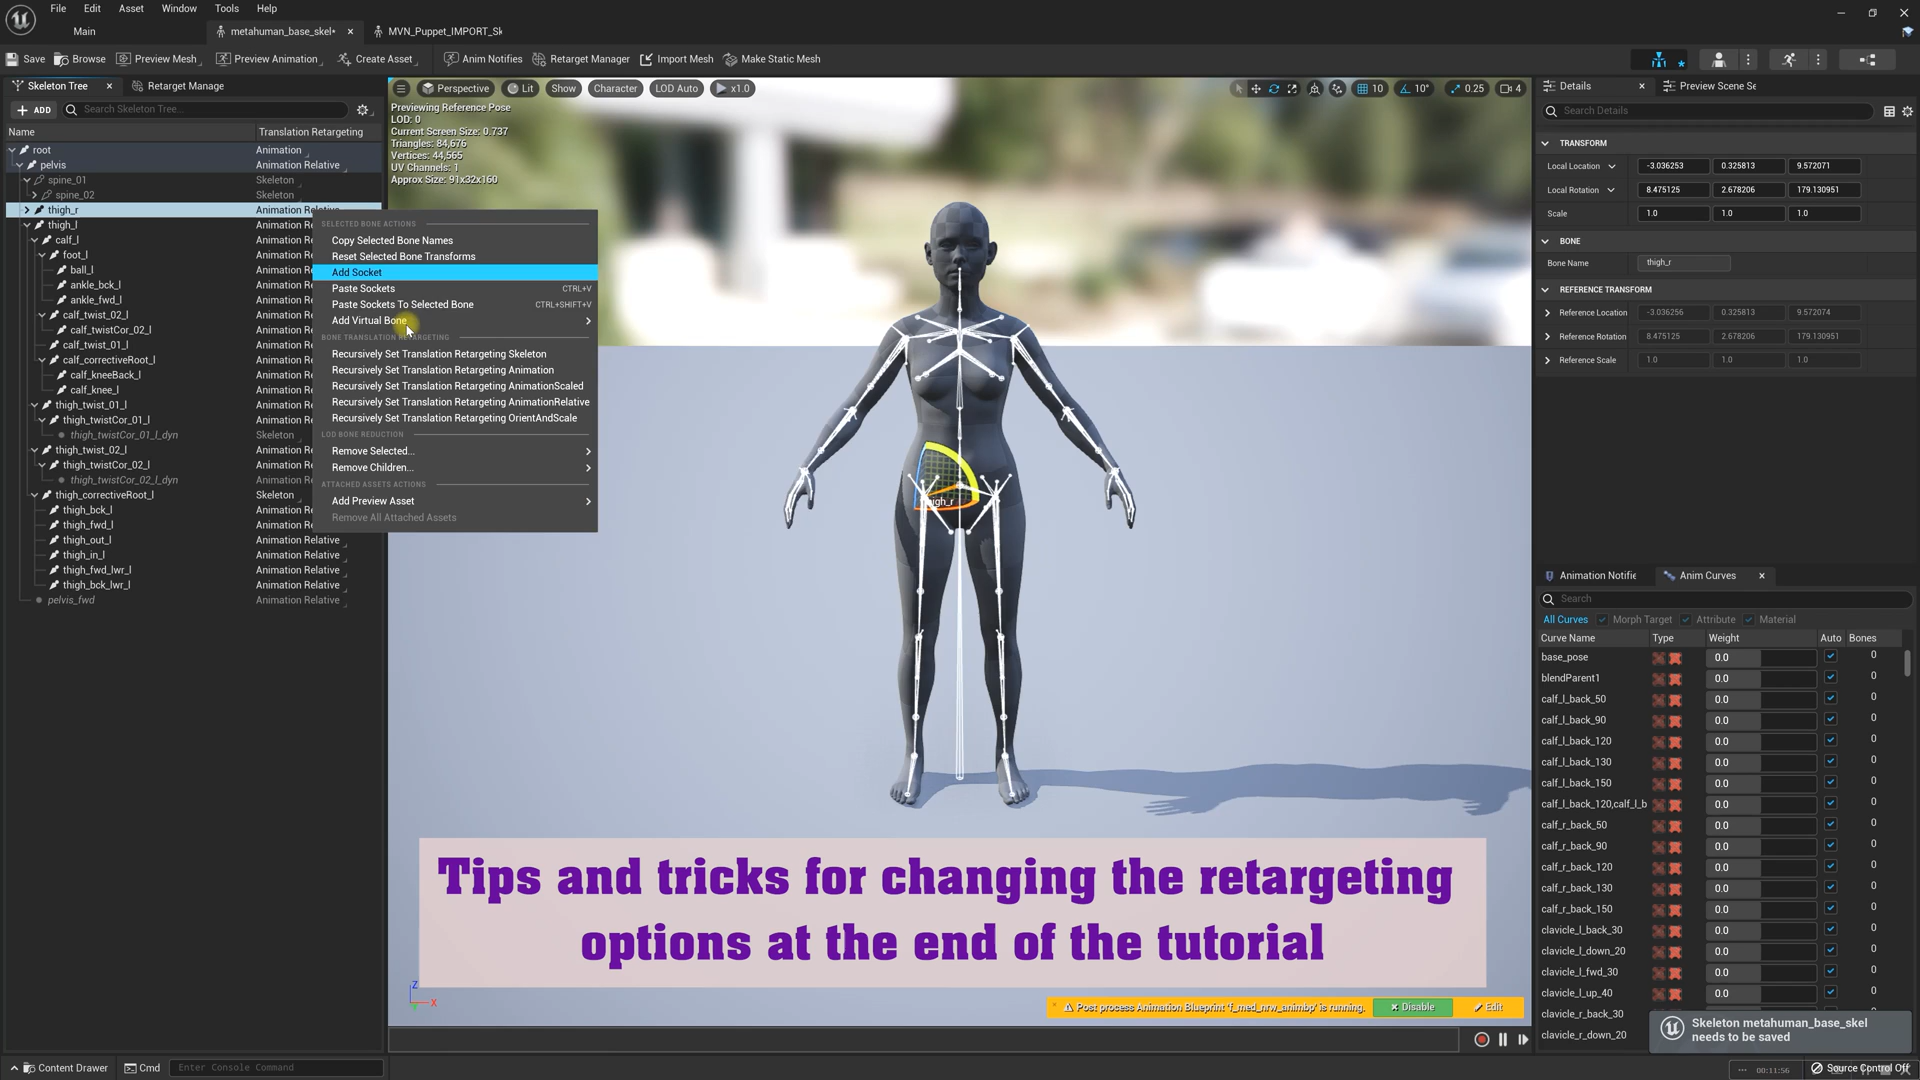 File Edit Asset Window Tools Help
Main metahuman_base_skel* MVN_Puppet_IMPORT_Sk
Save Browse Preview Mesh Preview Animation Create Asset Anim Notifies Retarget Manager Import Mesh Make Static Mesh
Skeleton Tree Retarget Manage
ADD Search Skeleton Tree...
Name Translation Retargeting
root Animation
pelvis Animation Relative
spine_01 Skeleton
spine_02 Skeleton
thigh_r Animation Relative
thigh_l Animation Re
calf_l Animation Re
foot_l Animation Re
ball_l Animation Re
ankle_bck_l Animation Re
ankle_fwd_l Animation Re
calf_twist_02_l Animation Re
calf_twistCor_02_l Animation Re
calf_twist_01_l Animation Re
calf_correctiveRoot_l Animation Re
calf_kneeBack_l Animation Re
calf_knee_l Animation Re
thigh_twist_01_l Animation Re
thigh_twistCor_01_l Animation Re
thigh_twistCor_01_l_dyn Skeleton
thigh_twist_02_l Animation Re
thigh_twistCor_02_l Animation Re
thigh_twistCor_02_l_dyn Animation Re
thigh_correctiveRoot_l Skeleton
thigh_bck_l Animation Relative
thigh_fwd_l Animation Relative
thigh_out_l Animation Relative
thigh_in_l Animation Relative
thigh_fwd_lwr_l Animation Relative
thigh_bck_lwr_l Animation Relative
pelvis_fwd Animation Relative
SELECTED BONE ACTIONS
Copy Selected Bone Names
Reset Selected Bone Transforms
Add Socket
Paste Sockets CTRL+V
Paste Sockets To Selected Bone CTRL+SHIFT+V
Add Virtual Bone
BONE TRANSLATION RETARGETING
Recursively Set Translation Retargeting Skeleton
Recursively Set Translation Retargeting Animation
Recursively Set Translation Retargeting AnimationScaled
Recursively Set Translation Retargeting AnimationRelative
Recursively Set Translation Retargeting OrientAndScale
LOD BONE REDUCTION
Remove Selected...
Remove Children...
ATTACHED ASSETS ACTIONS
Add Preview Asset
Remove All Attached Assets
Perspective Lit Show Character LOD Auto x1.0 10 10° 0.25 4
Previewing Reference Pose
LOD: 0
Current Screen Size: 0.737
Triangles: 84,676
Vertices: 44,565
UV Channels: 1
Approx Size: 91x32x160
thigh_r
Tips and tricks for changing the retargeting
options at the end of the tutorial
Z
X
Post process Animation Blueprint 'f_med_nrw_animbp' is running. Disable Edit
Details Preview Scene Se
Search Details
TRANSFORM
Local Location -3.036253 0.325813 9.572071
Local Rotation 8.475125 2.678206 179.130951
Scale 1.0 1.0 1.0
BONE
Bone Name thigh_r
REFERENCE TRANSFORM
Reference Location -3.036256 0.325813 9.572074
Reference Rotation 8.475125 2.678206 179.130951
Reference Scale 1.0 1.0 1.0
Animation Notifie Anim Curves
Search
All Curves Morph Target Attribute Material
Curve Name Type Weight Auto Bones
base_pose 0.0 0
blendParent1 0.0 0
calf_l_back_50 0.0 0
calf_l_back_90 0.0 0
calf_l_back_120 0.0 0
calf_l_back_130 0.0 0
calf_l_back_150 0.0 0
calf_l_back_120,calf_l_b 0.0 0
calf_r_back_50 0.0 0
calf_r_back_90 0.0 0
calf_r_back_120 0.0 0
calf_r_back_130 0.0 0
calf_r_back_150 0.0 0
clavicle_l_back_30 0.0 0
clavicle_l_down_20 0.0 0
clavicle_l_fwd_30 0.0 0
clavicle_l_up_40 0.0 0
clavicle_r_back_30
clavicle_r_down_20
Skeleton metahuman_base_skel
needs to be saved
Content Drawer Cmd Enter Console Command 00:11:56 Source Control Off